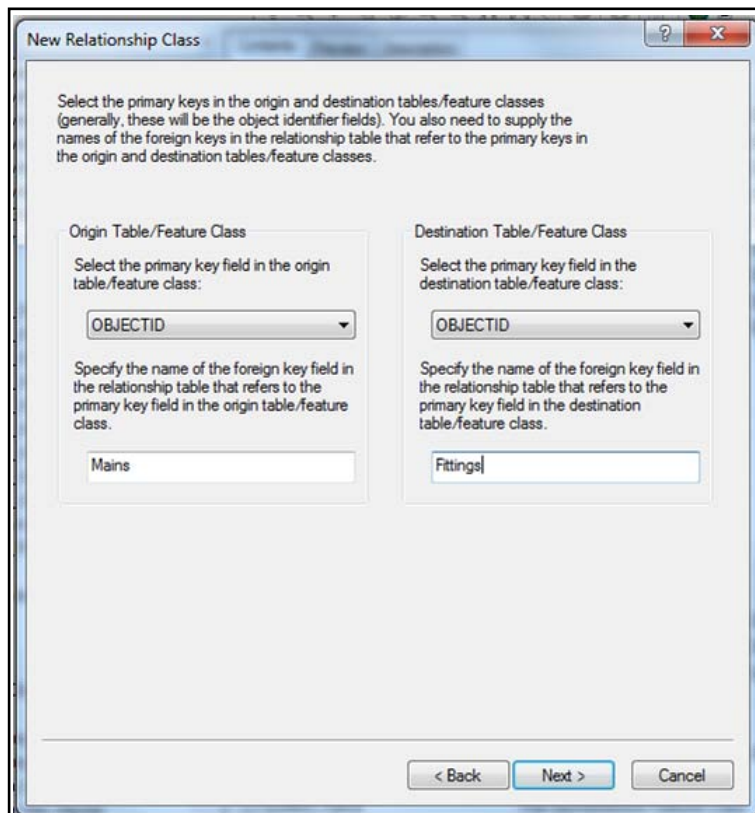 New Relationship Class
Select the primary keys in the origin and destination tables/feature classes
(generally, these will be the object identifier fields). You also need to supply the
names of the foreign keys in the relationship table that refer to the primary keys in
the origin and destination tables/feature classes.
Origin Table/Feature Class
Select the primary key field in the origin
table/feature class:
OBJECTID
Specify the name of the foreign key field in
the relationship table that refers to the
primary key field in the origin table/feature
class.
Mains
Destination Table/Feature Class
Select the primary key field in the
destination table/feature class:
OBJECTID
Specify the name of the foreign key field in
the relationship table that refers to the
primary key field in the destination
table/feature class.
Fittings
< Back
Next >
Cancel